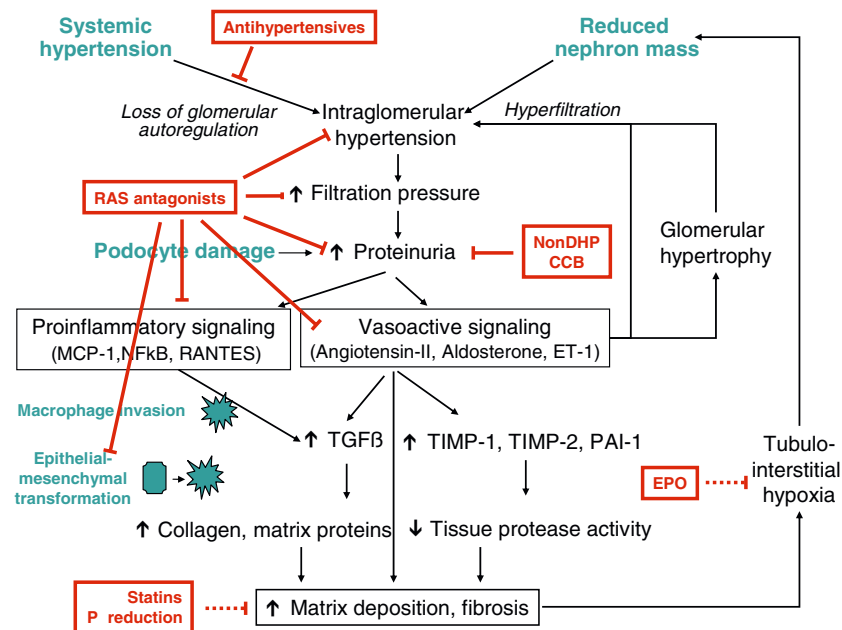 Systemic
hypertension
Antihypertensives
Reduced
nephron mass
Loss of glomerular
autoregulation
Intraglomerular
hypertension
Hyperfiltration
RAS antagonists
↑ Filtration pressure
Podocyte damage
↑ Proteinuria
NonDHP
CCB
Glomerular
hypertrophy
Proinflammatory signaling
(MCP-1,NFkB, RANTES)
Vasoactive signaling
(Angiotensin-II, Aldosterone, ET-1)
Macrophage invasion
↑ TGFß
↑ TIMP-1, TIMP-2, PAI-1
Epithelial-
mesenchymal
transformation
EPO
Tubulo-
interstitial
hypoxia
↑ Collagen, matrix proteins
↓ Tissue protease activity
Statins
P reduction
↑ Matrix deposition, fibrosis